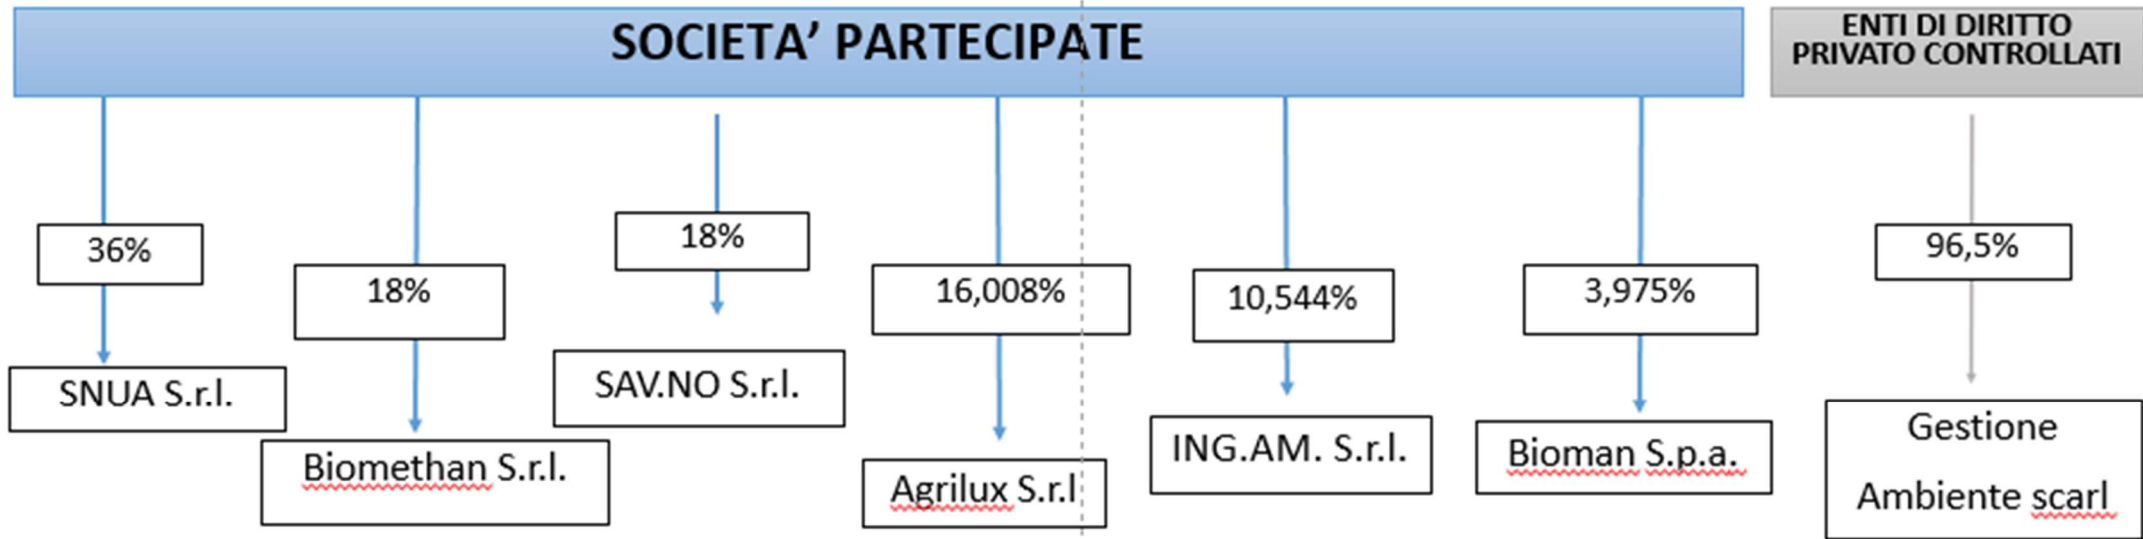 SOCIETA’ PARTECIPATE
ENTI DI DIRITTO
PRIVATO CONTROLLATI
36%
18%
18%
16,008%
10,544%
3,975%
96,5%
SNUA S.r.l.
Biomethan S.r.l.
SAV.NO S.r.l.
Agrilux S.r.l
ING.AM. S.r.l.
Bioman S.p.a.
Gestione
Ambiente scarl